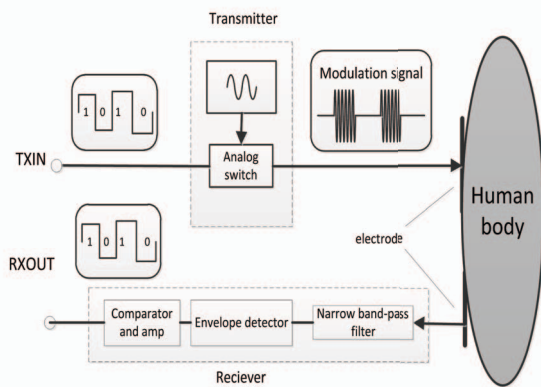 Transmitter
Modulation signal
1 0 1 0
TXIN
Analog
switch
Human
body
1 0 1 0
electrode
RXOUT
Comparator
and amp
Envelope detector
Narrow band-pass
filter
Reciever